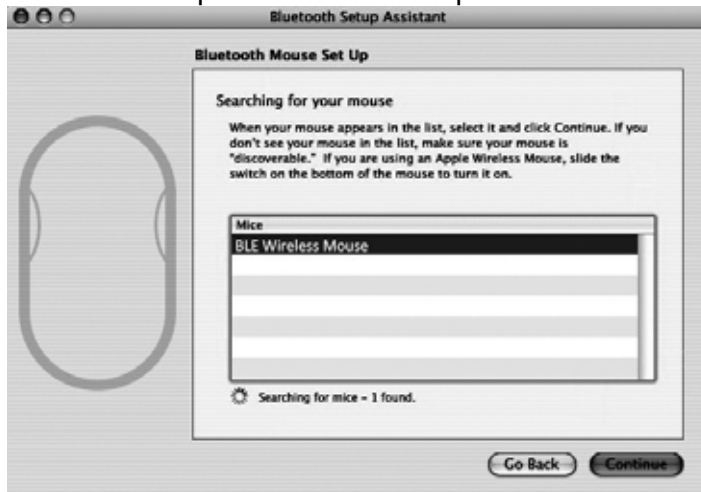 Bluetooth Setup Assistant
Bluetooth Mouse Set Up
Searching for your mouse
When your mouse appears in the list, select it and click Continue. If you
don't see your mouse in the list, make sure your mouse is
"discoverable." If you are using an Apple Wireless Mouse, slide the
switch on the bottom of the mouse to turn it on.
Mice
BLE Wireless Mouse
Searching for mice – 1 found.
Go Back
Continue